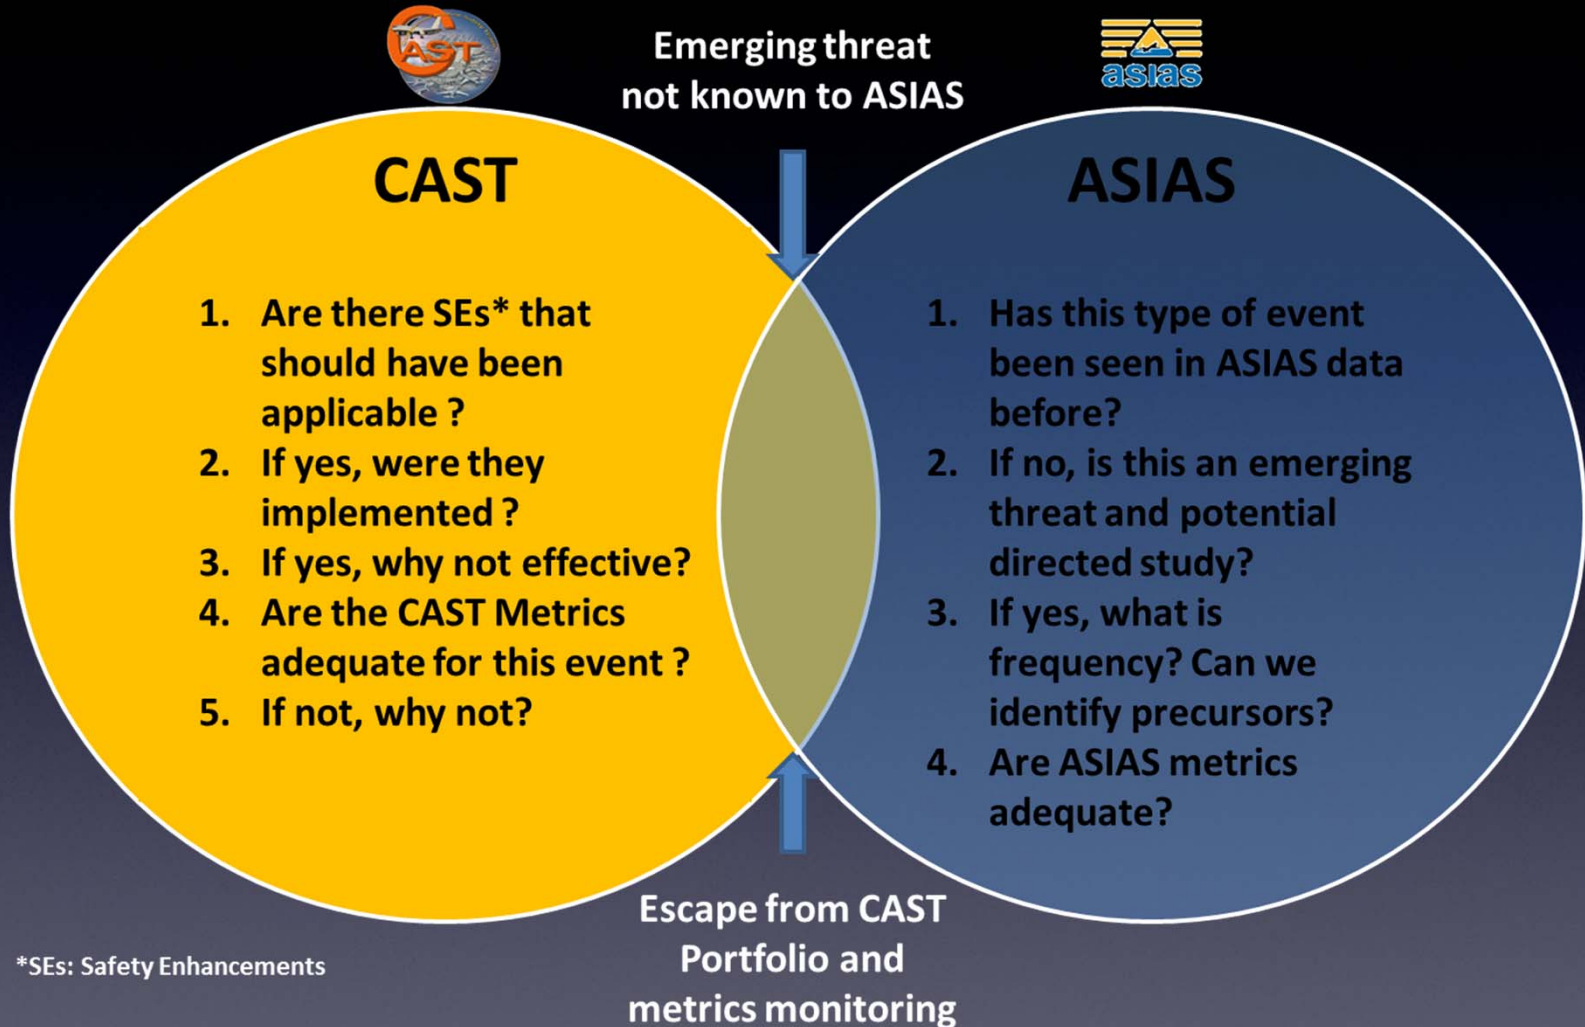 CAST
asias
Emerging threat
not known to ASIAS
CAST
1. Are there SEs* that
should have been
applicable ?
2. If yes, were they
implemented ?
3. If yes, why not effective?
4. Are the CAST Metrics
adequate for this event ?
5. If not, why not?
ASIAS
1. Has this type of event
been seen in ASIAS data
before?
2. If no, is this an emerging
threat and potential
directed study?
3. If yes, what is
frequency? Can we
identify precursors?
4. Are ASIAS metrics
adequate?
Escape from CAST
Portfolio and
metrics monitoring
*SEs: Safety Enhancements